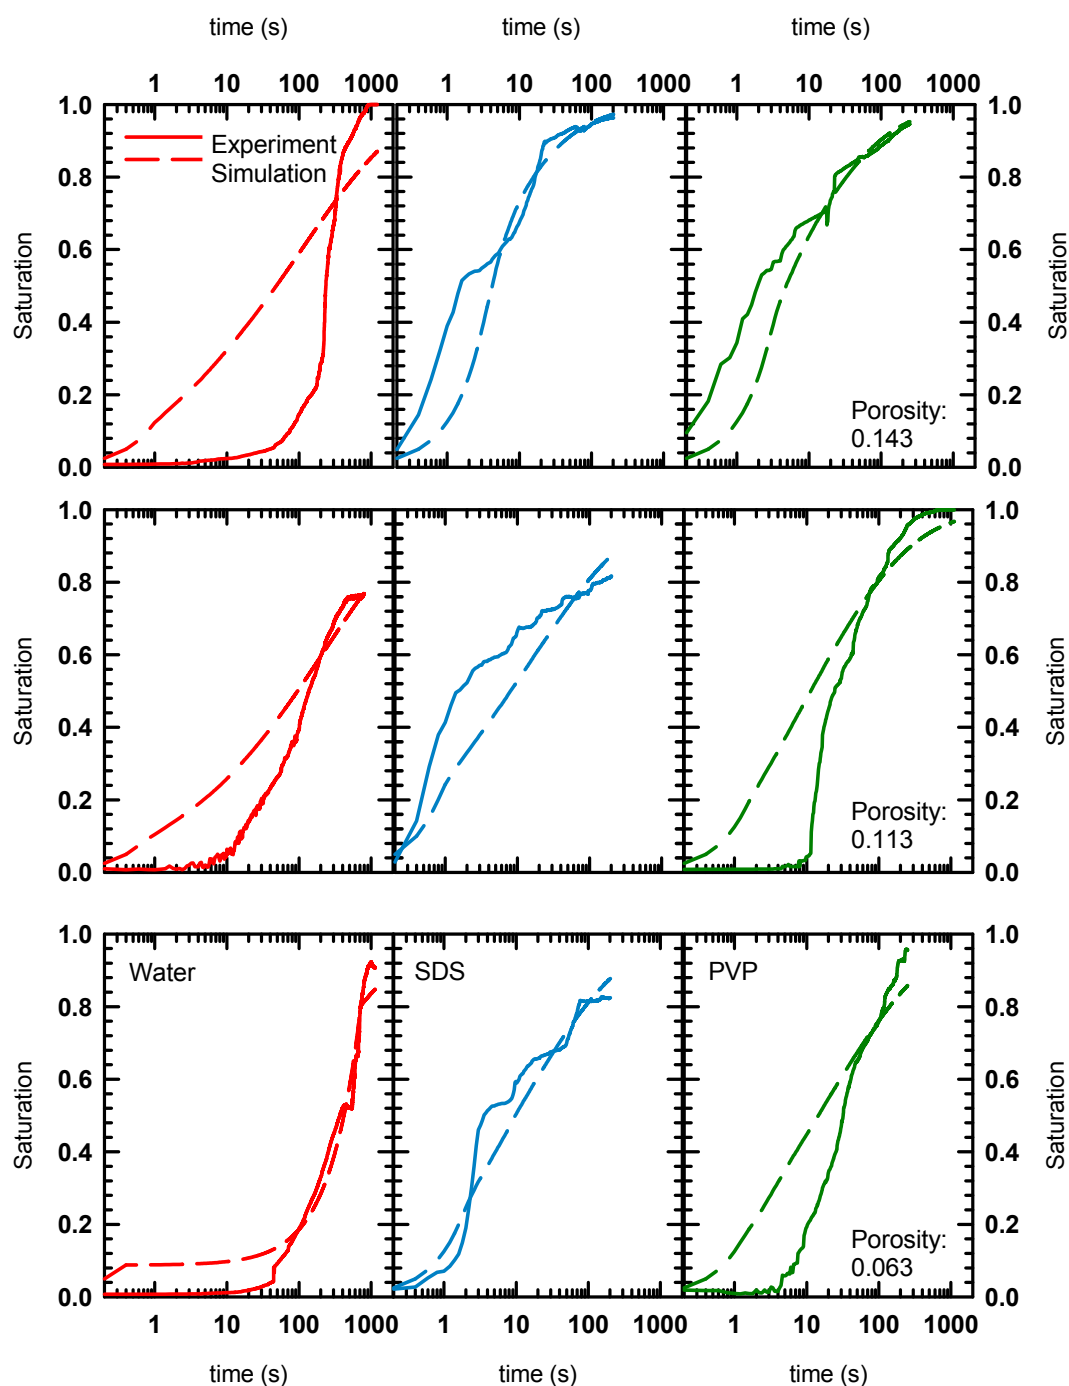 time (s) time (s) time (s)
1 10 100 1000 1 10 100 1000 1 10 100 1000
1.0 1.0
Experiment
Simulation
0.8 0.8
0.6 0.6
Saturation Saturation
0.4 0.4
0.2 0.2
Porosity:
0.143
0.0 0.0
1.0 1.0
0.8 0.8
0.6 0.6
Saturation Saturation
0.4 0.4
0.2 0.2
Porosity:
0.113
0.0 0.0
1.0 1.0
Water SDS PVP
0.8 0.8
0.6 0.6
Saturation Saturation
0.4 0.4
0.2 0.2
Porosity:
0.063
0.0 0.0
1 10 100 1 10 100 1000 1 10 100 1000
time (s) time (s) time (s)